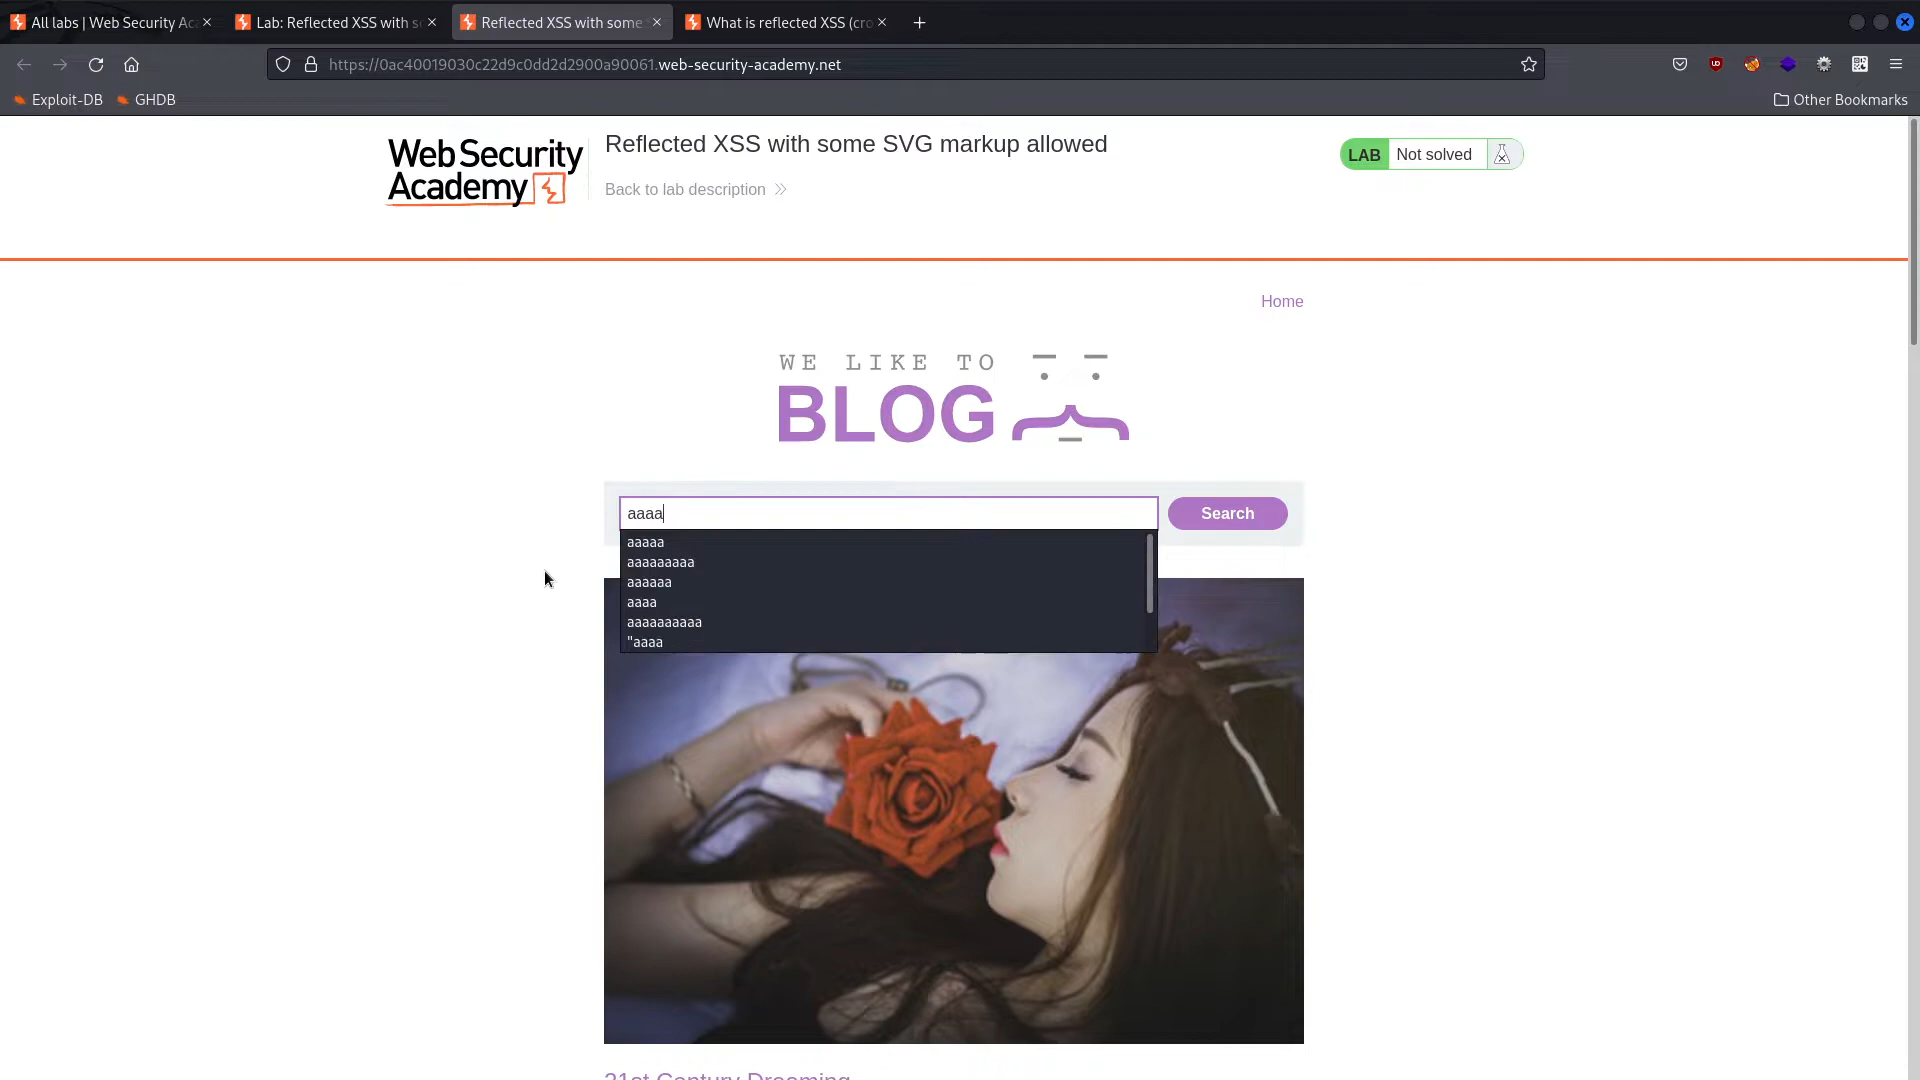 All labs | Web Security Ac
Lab: Reflected XSS with s
Reflected XSS with some
What is reflected XSS (cro
https://0ac40019030c22d9c0dd2d2900a90061.web-security-academy.net
Exploit-DB
GHDB
Other Bookmarks
Web Security
Academy
Reflected XSS with some SVG markup allowed
Back to lab description
LAB
Not solved
Home
WE LIKE TO
BLOG
aaaa
Search
aaaaa
aaaaaaaaa
aaaaaa
aaaa
aaaaaaaaaa
"aaaa
21st Century Dreaming